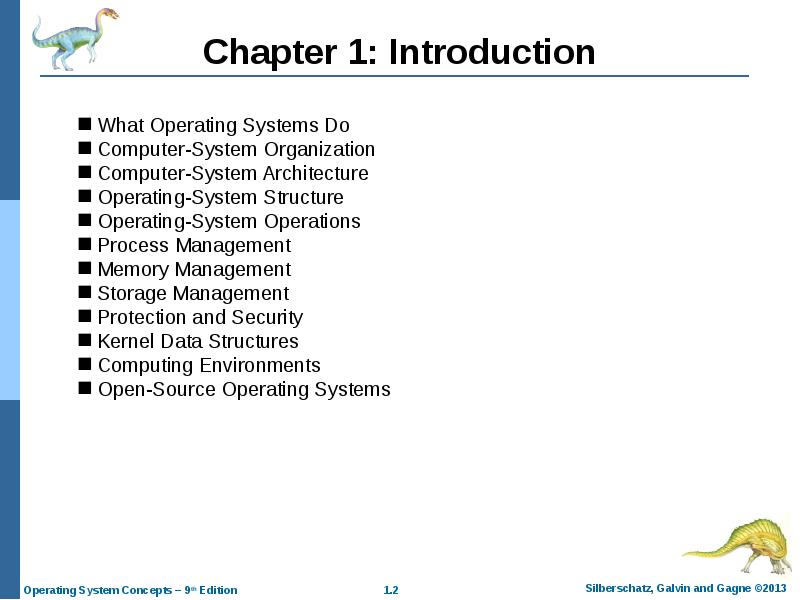 Chapter 1: Introduction
■ What Operating Systems Do
■ Computer-System Organization
■ Computer-System Architecture
■ Operating-System Structure
■ Operating-System Operations
■ Process Management
■ Memory Management
■ Storage Management
■ Protection and Security
■ Kernel Data Structures
■ Computing Environments
■ Open-Source Operating Systems
Operating System Concepts – 9th Edition
1.2
Silberschatz, Galvin and Gagne ©2013